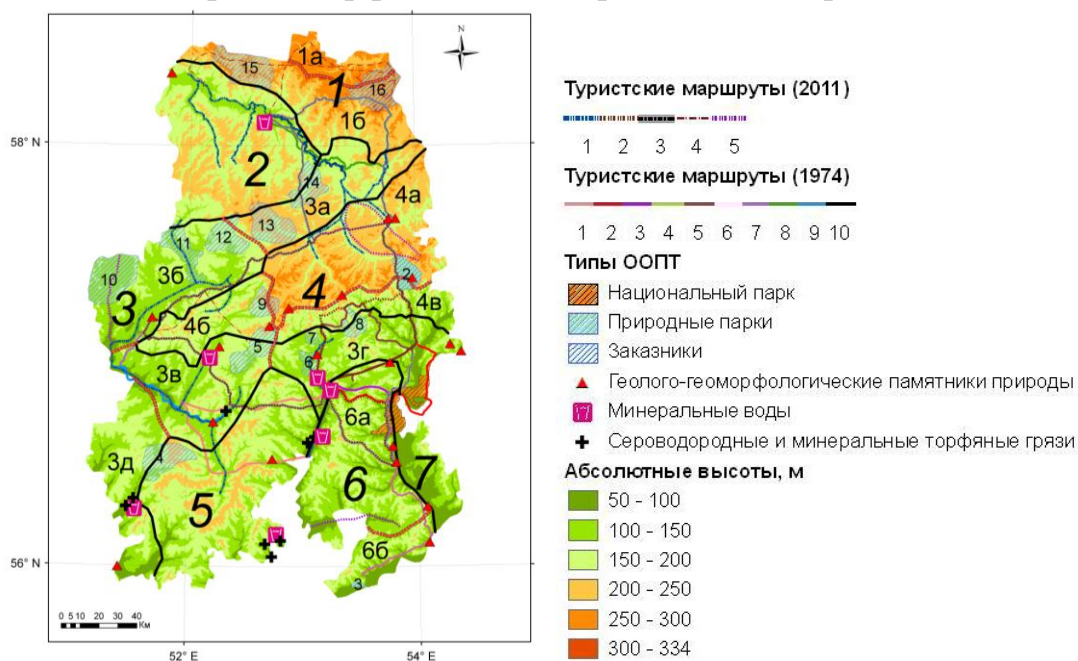 N
58° N
56° N
52° E
54° E
1а
15
1
16
1б
2
14
3а
4а
13
12
11
10
3б
3
2
4
4в
9
4б
8
7
5
3г
6
3в
6а
4
3д
5
6
7
6б
3
0 5 10 20 30 40
Км
Туристские маршруты (2011)
1 2 3 4 5
Туристские маршруты (1974)
1 2 3 4 5 6 7 8 9 10
Типы ООПТ
Национальный парк
Природные парки
Заказники
Геолого-геоморфологические памятники природы
Минеральные воды
Сероводородные и минеральные торфяные грязи
Абсолютные высоты, м
50 - 100
100 - 150
150 - 200
200 - 250
250 - 300
300 - 334